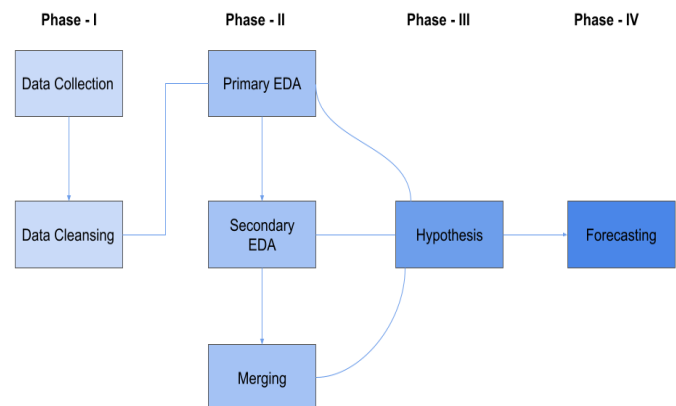 Phase - I
Phase - II
Phase - III
Phase - IV
Data Collection
Primary EDA
Data Cleansing
Secondary
EDA
Hypothesis
Forecasting
Merging